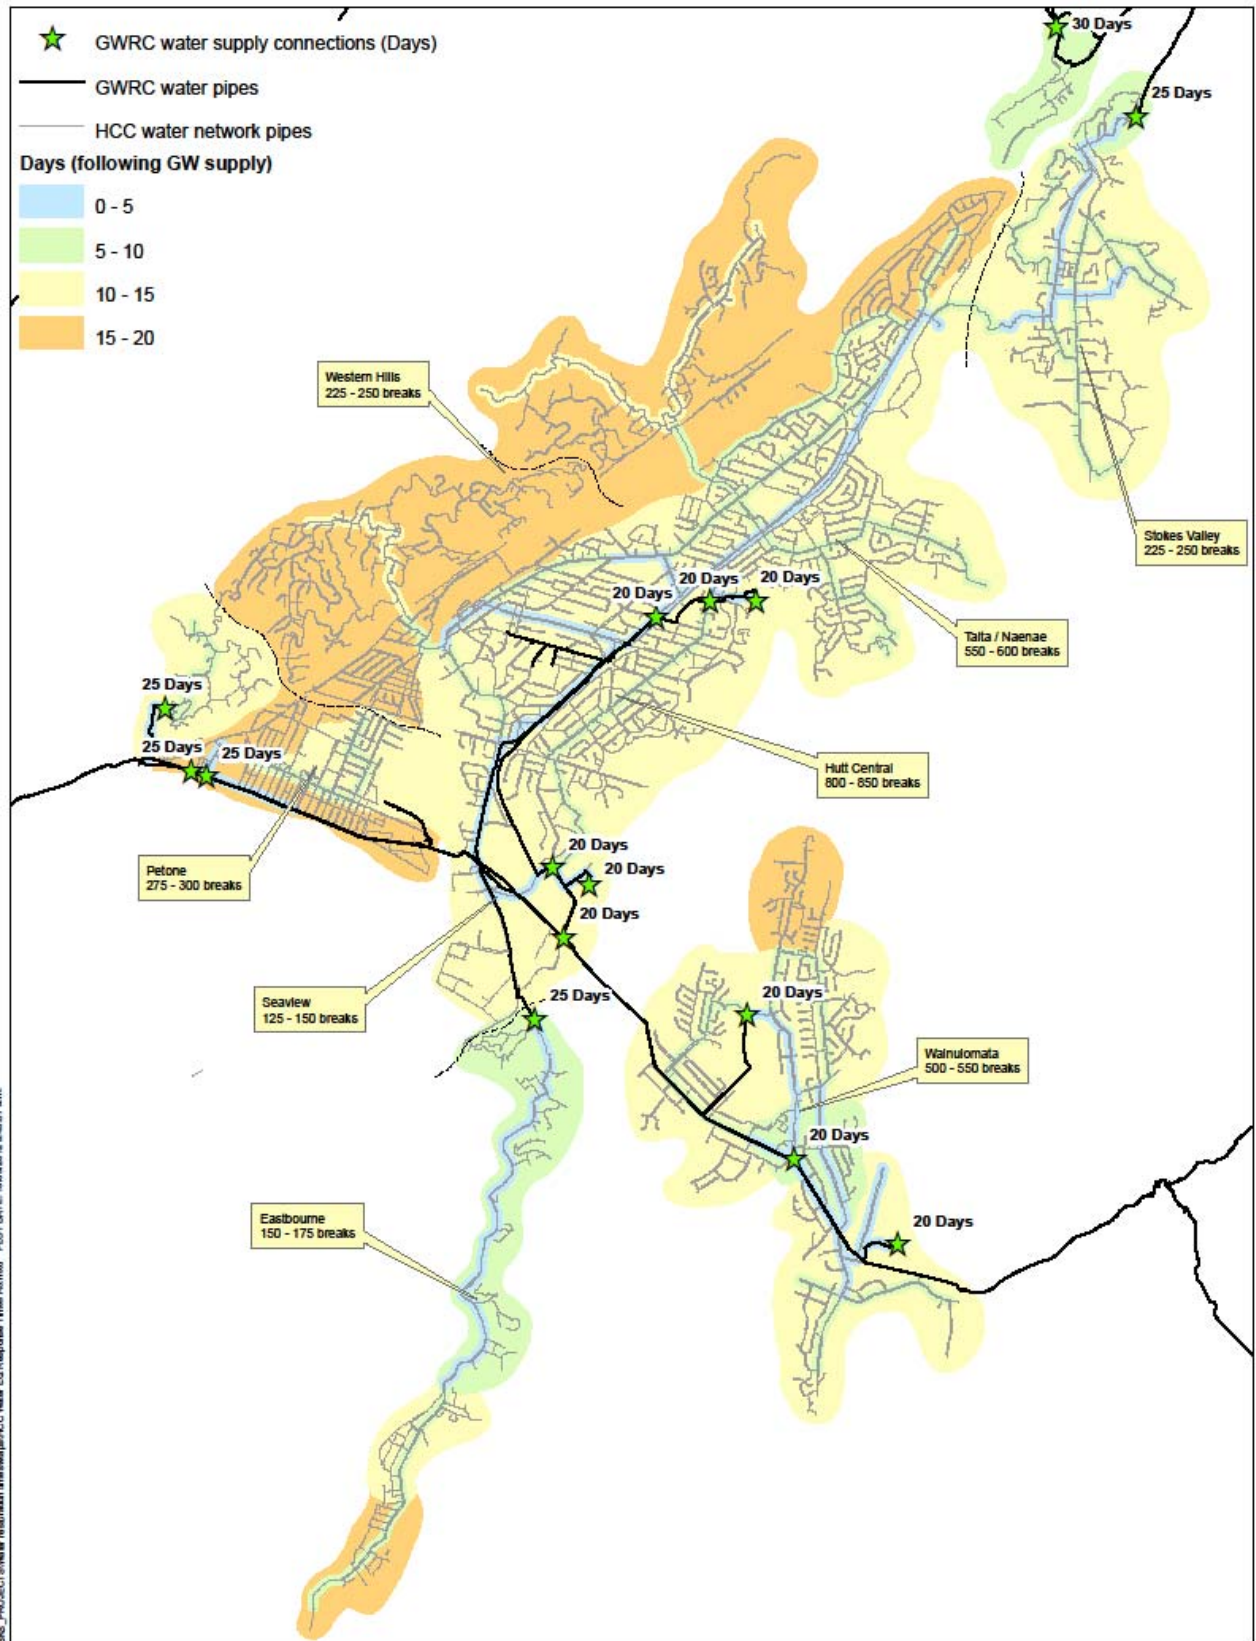 GWRC water supply connections (Days)
GWRC water pipes
HCC water network pipes
Days (following GW supply)
0 - 5
5 - 10
10 - 15
15 - 20
30 Days
25 Days
Western Hills
225 - 250 breaks
Stokes Valley
225 - 250 breaks
20 Days
20 Days
20 Days
Taita / Naenae
550 - 600 breaks
25 Days
25 Days
25 Days
Hutt Central
800 - 850 breaks
Petone
275 - 300 breaks
20 Days
20 Days
20 Days
Seaview
125 - 150 breaks
25 Days
20 Days
Wainuiomata
500 - 550 breaks
20 Days
Eastbourne
150 - 175 breaks
20 Days